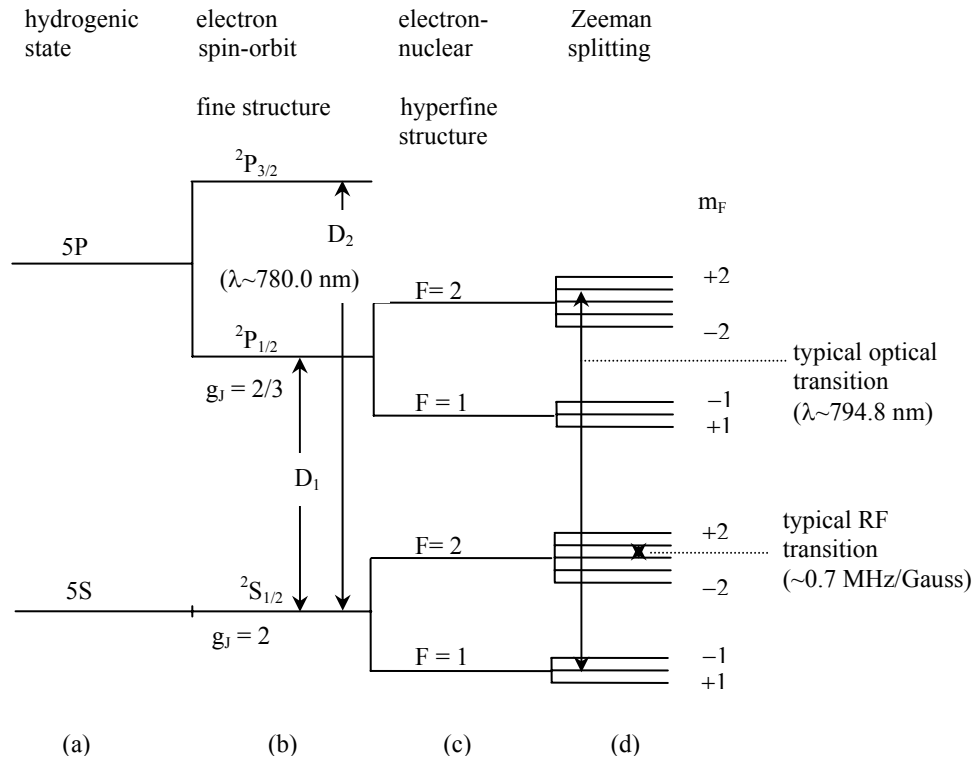 hydrogenic
state
electron
spin-orbit
fine structure
electron-
nuclear
hyperfine
structure
Zeeman
splitting
²P₃/₂
m_F
D₂
5P
(λ~780.0 nm)
F= 2
+2
−2
²P₁/₂
g_J = 2/3
F = 1
−1
+1
typical optical
transition
(λ~794.8 nm)
D₁
F= 2
+2
−2
typical RF
transition
(~0.7 MHz/Gauss)
5S
²S₁/₂
g_J = 2
F = 1
−1
+1
(a)
(b)
(c)
(d)